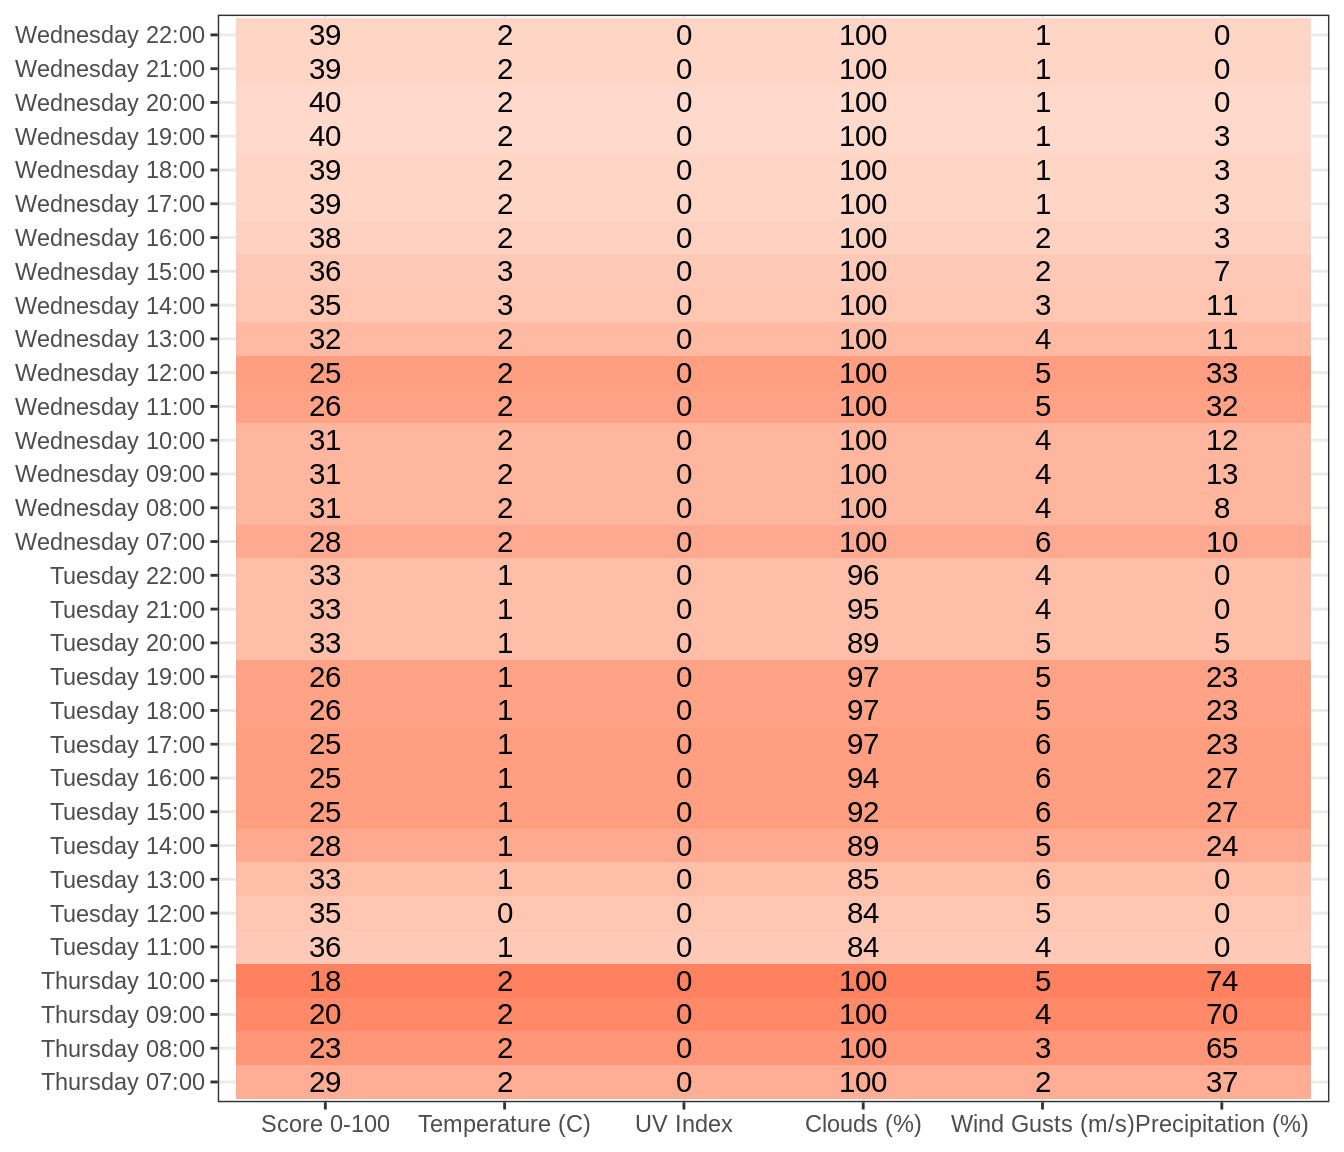 Wednesday 22:00 39 2 0 100 1 0
Wednesday 21:00 39 2 0 100 1 0
Wednesday 20:00 40 2 0 100 1 0
Wednesday 19:00 40 2 0 100 1 3
Wednesday 18:00 39 2 0 100 1 3
Wednesday 17:00 39 2 0 100 1 3
Wednesday 16:00 38 2 0 100 2 3
Wednesday 15:00 36 3 0 100 2 7
Wednesday 14:00 35 3 0 100 3 11
Wednesday 13:00 32 2 0 100 4 11
Wednesday 12:00 25 2 0 100 5 33
Wednesday 11:00 26 2 0 100 5 32
Wednesday 10:00 31 2 0 100 4 12
Wednesday 09:00 31 2 0 100 4 13
Wednesday 08:00 31 2 0 100 4 8
Wednesday 07:00 28 2 0 100 6 10
Tuesday 22:00 33 1 0 96 4 0
Tuesday 21:00 33 1 0 95 4 0
Tuesday 20:00 33 1 0 89 5 5
Tuesday 19:00 26 1 0 97 5 23
Tuesday 18:00 26 1 0 97 5 23
Tuesday 17:00 25 1 0 97 6 23
Tuesday 16:00 25 1 0 94 6 27
Tuesday 15:00 25 1 0 92 6 27
Tuesday 14:00 28 1 0 89 5 24
Tuesday 13:00 33 1 0 85 6 0
Tuesday 12:00 35 0 0 84 5 0
Tuesday 11:00 36 1 0 84 4 0
Thursday 10:00 18 2 0 100 5 74
Thursday 09:00 20 2 0 100 4 70
Thursday 08:00 23 2 0 100 3 65
Thursday 07:00 29 2 0 100 2 37
Score 0-100 Temperature (C) UV Index Clouds (%) Wind Gusts (m/s) Precipitation (%)